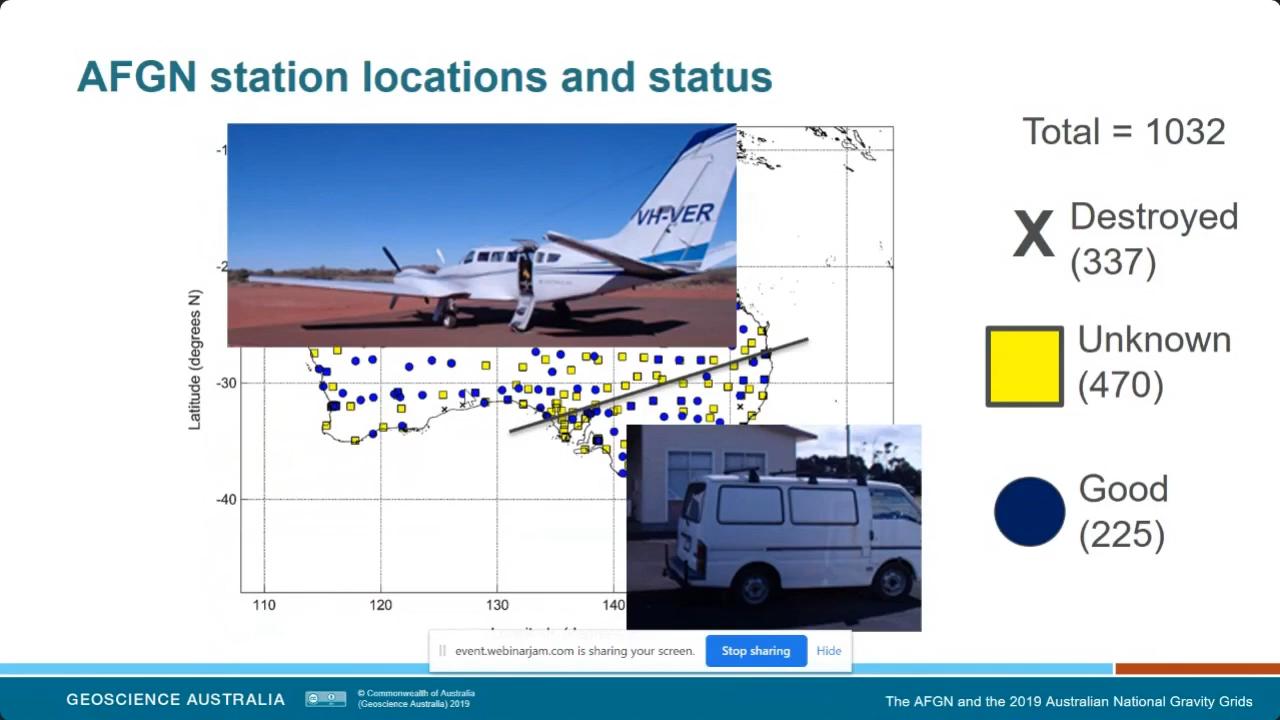 AFGN station locations and status
Total = 1032
VH-VER
-1
-2
-30
-40
Latitude (degrees N)
110
120
130
140
X Destroyed
(337)
Unknown
(470)
Good
(225)
event.webinarjam.com is sharing your screen.
Stop sharing
Hide
GEOSCIENCE AUSTRALIA
© Commonwealth of Australia
(Geoscience Australia) 2019
The AFGN and the 2019 Australian National Gravity Grids